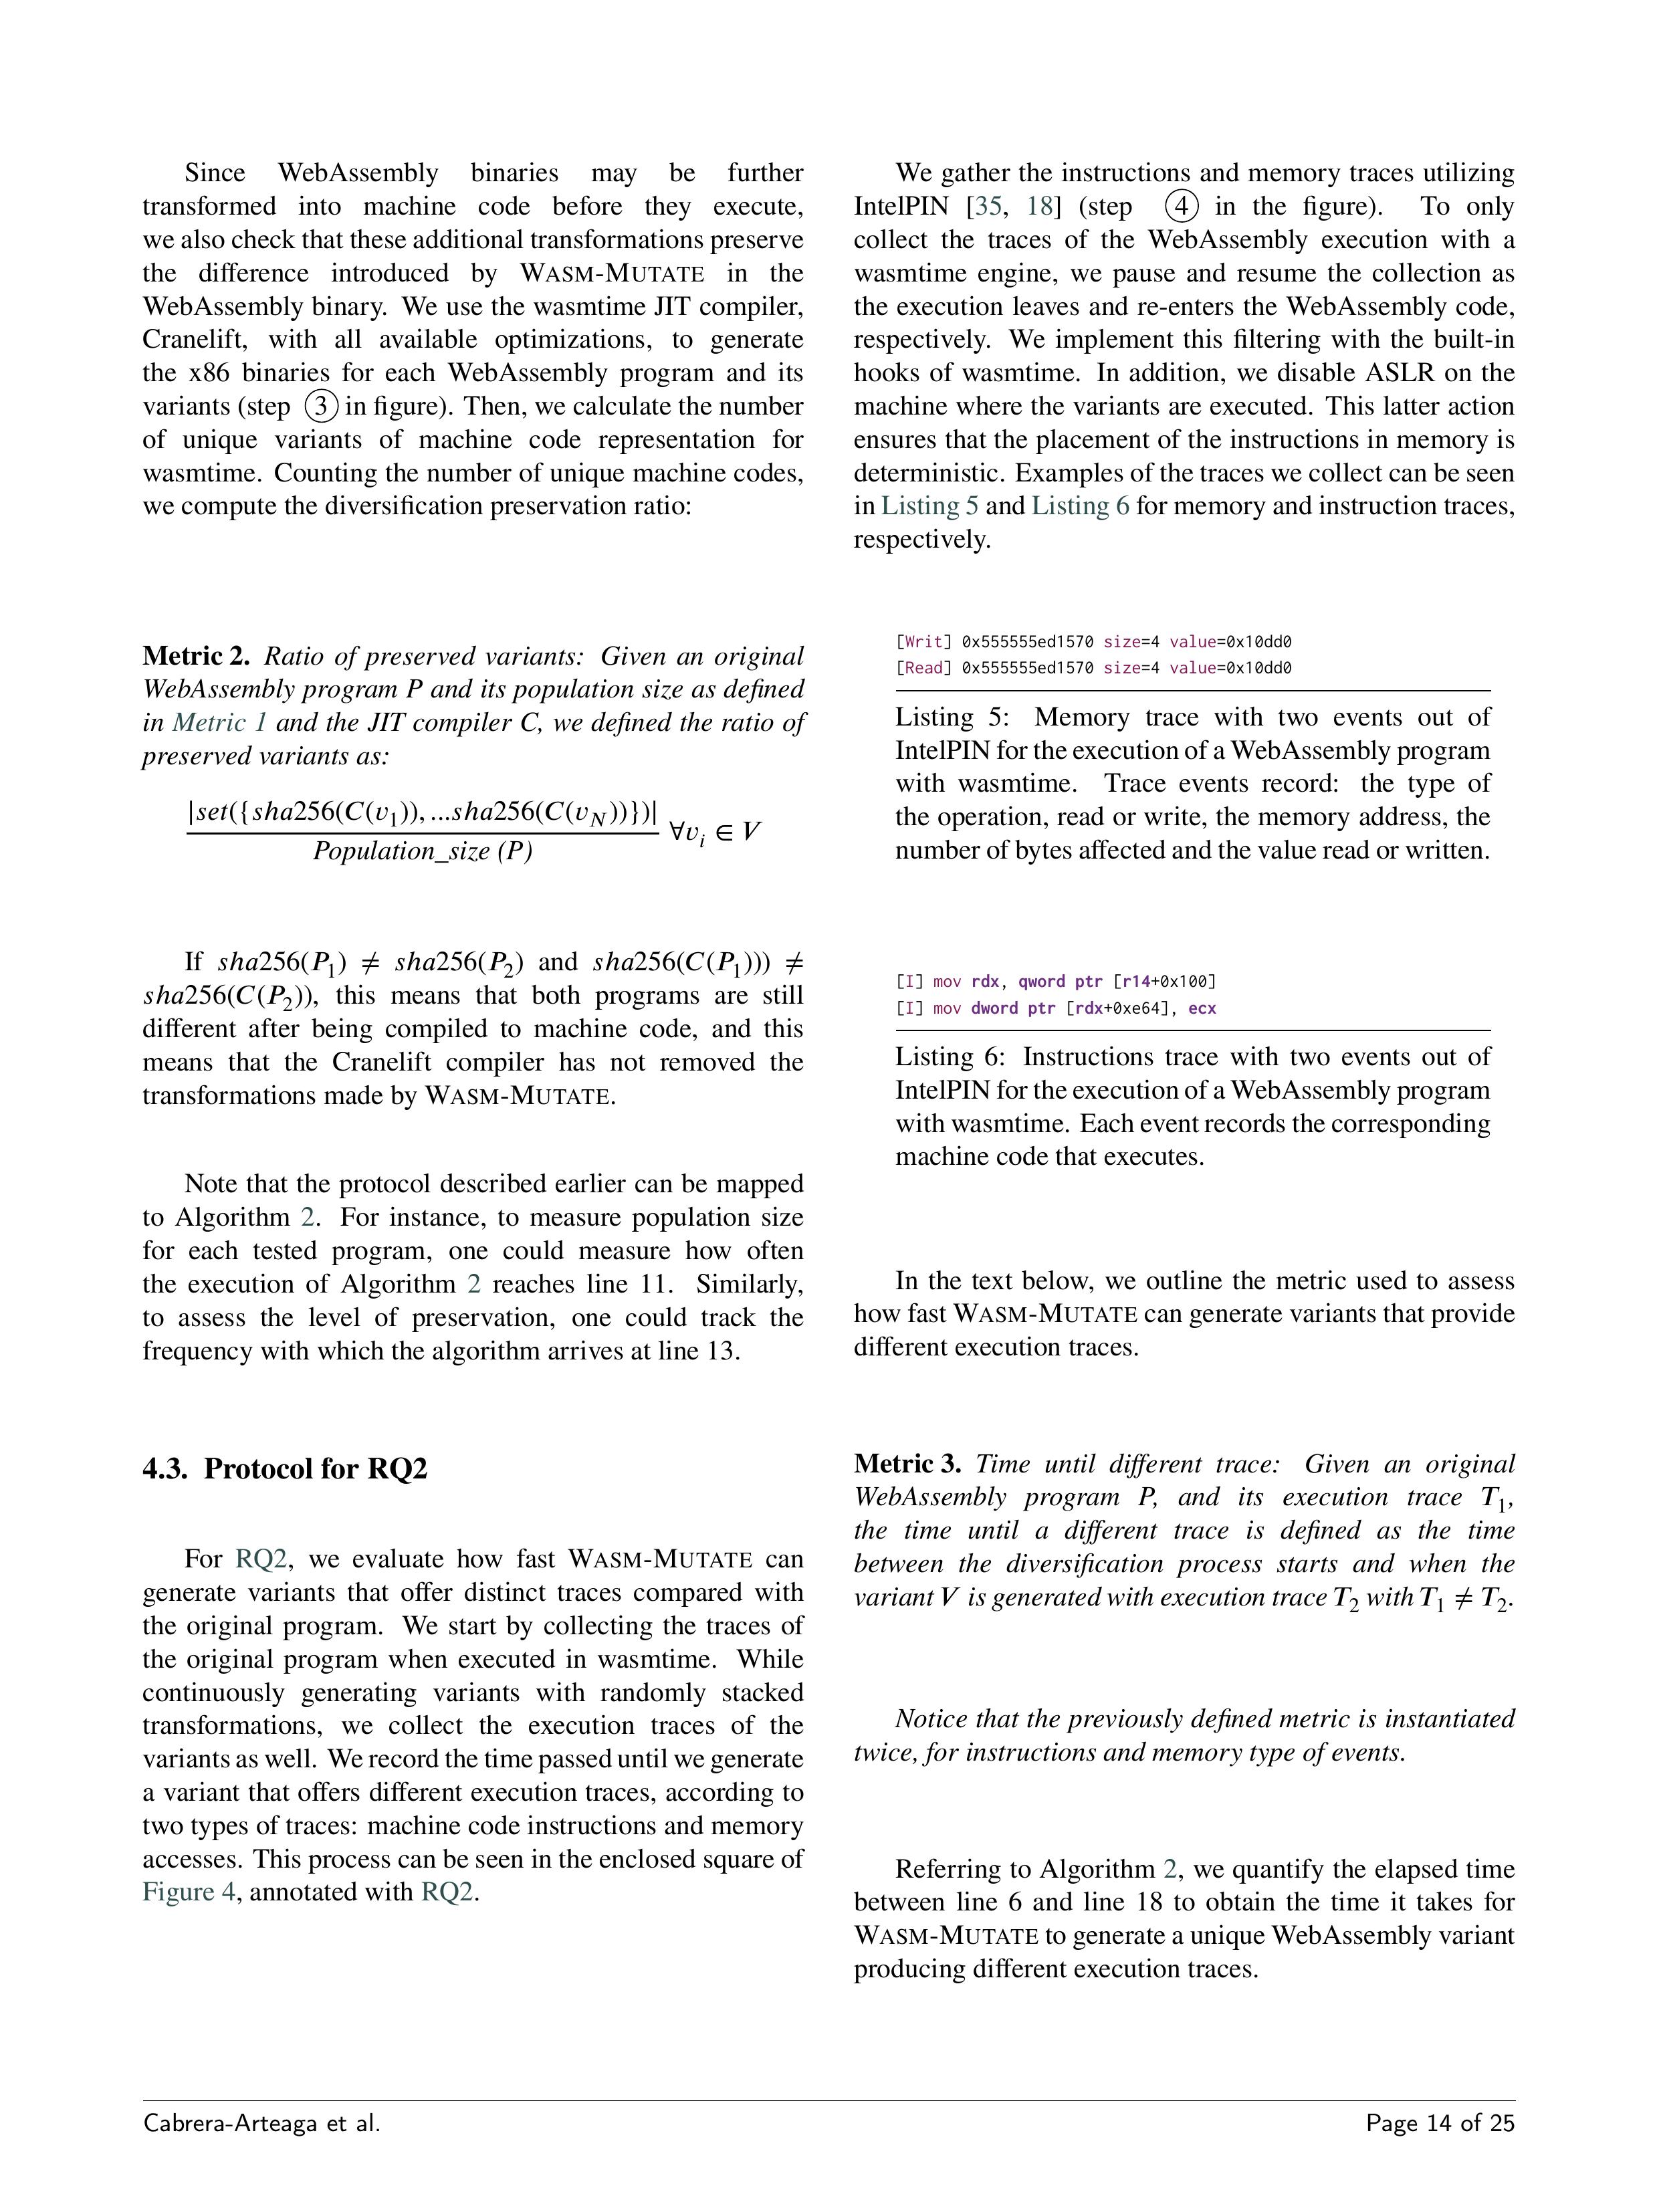 Since WebAssembly binaries may be further
transformed into machine code before they execute,
we also check that these additional transformations preserve
the difference introduced by WASM-MUTATE in the
WebAssembly binary. We use the wasmtime JIT compiler,
Cranelift, with all available optimizations, to generate
the x86 binaries for each WebAssembly program and its
variants (step ③ in figure). Then, we calculate the number
of unique variants of machine code representation for
wasmtime. Counting the number of unique machine codes,
we compute the diversification preservation ratio:
Metric 2. Ratio of preserved variants: Given an original
WebAssembly program P and its population size as defined
in Metric 1 and the JIT compiler C, we defined the ratio of
preserved variants as:
|set({sha256(C(v₁)), ...sha256(C(v_N))})|
Population_size (P)
∀vᵢ ∈ V
If sha256(P₁) ≠ sha256(P₂) and sha256(C(P₁))) ≠
sha256(C(P₂)), this means that both programs are still
different after being compiled to machine code, and this
means that the Cranelift compiler has not removed the
transformations made by WASM-MUTATE.
Note that the protocol described earlier can be mapped
to Algorithm 2. For instance, to measure population size
for each tested program, one could measure how often
the execution of Algorithm 2 reaches line 11. Similarly,
to assess the level of preservation, one could track the
frequency with which the algorithm arrives at line 13.
4.3. Protocol for RQ2
For RQ2, we evaluate how fast WASM-MUTATE can
generate variants that offer distinct traces compared with
the original program. We start by collecting the traces of
the original program when executed in wasmtime. While
continuously generating variants with randomly stacked
transformations, we collect the execution traces of the
variants as well. We record the time passed until we generate
a variant that offers different execution traces, according to
two types of traces: machine code instructions and memory
accesses. This process can be seen in the enclosed square of
Figure 4, annotated with RQ2.
We gather the instructions and memory traces utilizing
IntelPIN [35, 18] (step ④ in the figure). To only
collect the traces of the WebAssembly execution with a
wasmtime engine, we pause and resume the collection as
the execution leaves and re-enters the WebAssembly code,
respectively. We implement this filtering with the built-in
hooks of wasmtime. In addition, we disable ASLR on the
machine where the variants are executed. This latter action
ensures that the placement of the instructions in memory is
deterministic. Examples of the traces we collect can be seen
in Listing 5 and Listing 6 for memory and instruction traces,
respectively.
[Writ] 0x555555ed1570 size=4 value=0x10dd0
[Read] 0x555555ed1570 size=4 value=0x10dd0
Listing 5: Memory trace with two events out of
IntelPIN for the execution of a WebAssembly program
with wasmtime. Trace events record: the type of
the operation, read or write, the memory address, the
number of bytes affected and the value read or written.
[I] mov rdx, qword ptr [r14+0x100]
[I] mov dword ptr [rdx+0xe64], ecx
Listing 6: Instructions trace with two events out of
IntelPIN for the execution of a WebAssembly program
with wasmtime. Each event records the corresponding
machine code that executes.
In the text below, we outline the metric used to assess
how fast WASM-MUTATE can generate variants that provide
different execution traces.
Metric 3. Time until different trace: Given an original
WebAssembly program P, and its execution trace T₁,
the time until a different trace is defined as the time
between the diversification process starts and when the
variant V is generated with execution trace T₂ with T₁ ≠ T₂.
Notice that the previously defined metric is instantiated
twice, for instructions and memory type of events.
Referring to Algorithm 2, we quantify the elapsed time
between line 6 and line 18 to obtain the time it takes for
WASM-MUTATE to generate a unique WebAssembly variant
producing different execution traces.
Cabrera-Arteaga et al.
Page 14 of 25